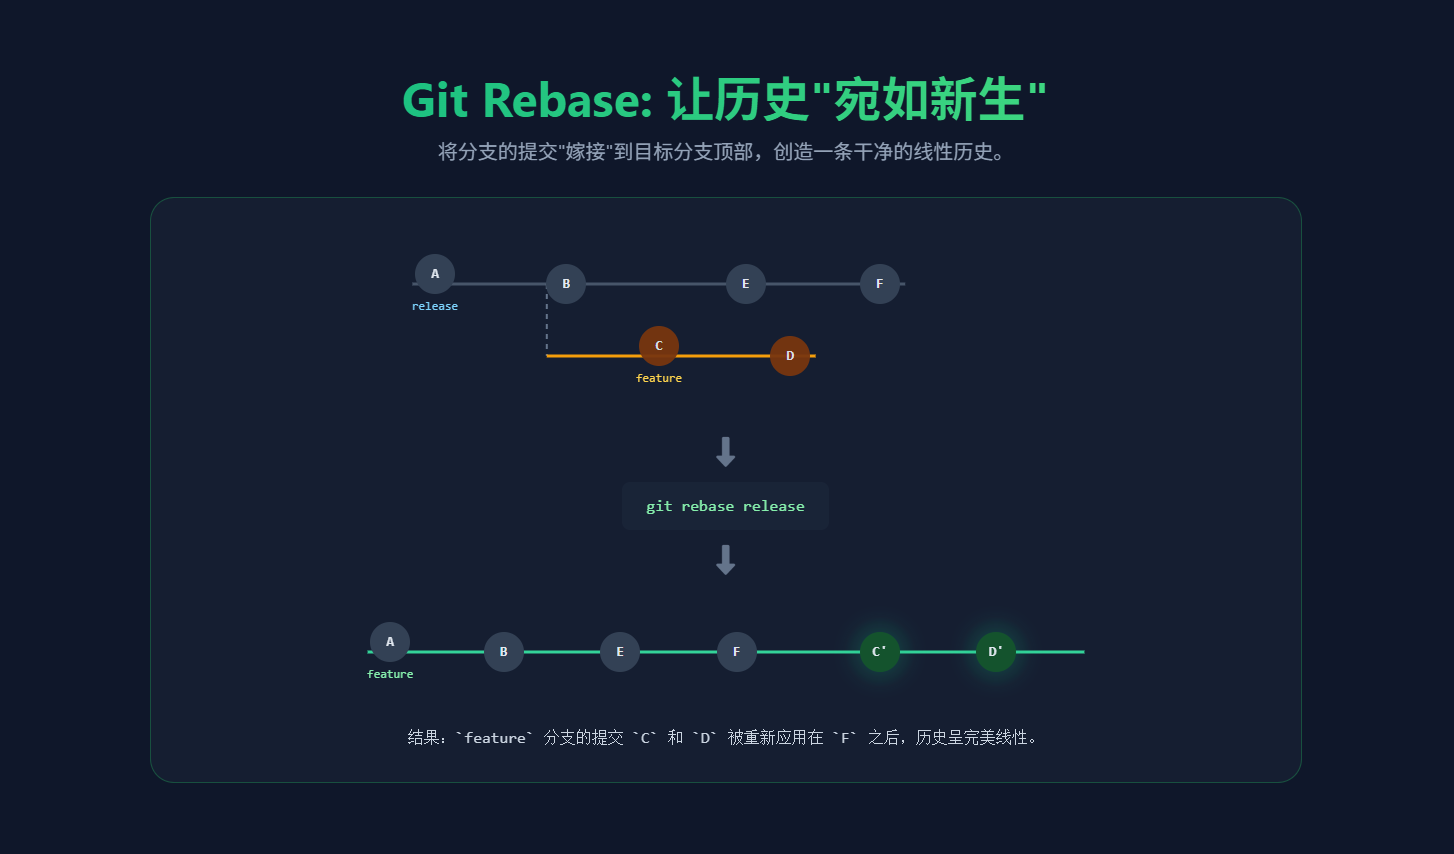 Git Rebase: 让历史"宛如新生"
将分支的提交"嫁接"到目标分支顶部，创造一条干净的线性历史。
A
B
E
F
release
C
D
feature
git rebase release
A
B
E
F
C'
D'
feature
结果：`feature` 分支的提交 `C` 和 `D` 被重新应用在 `F` 之后，历史呈完美线性。